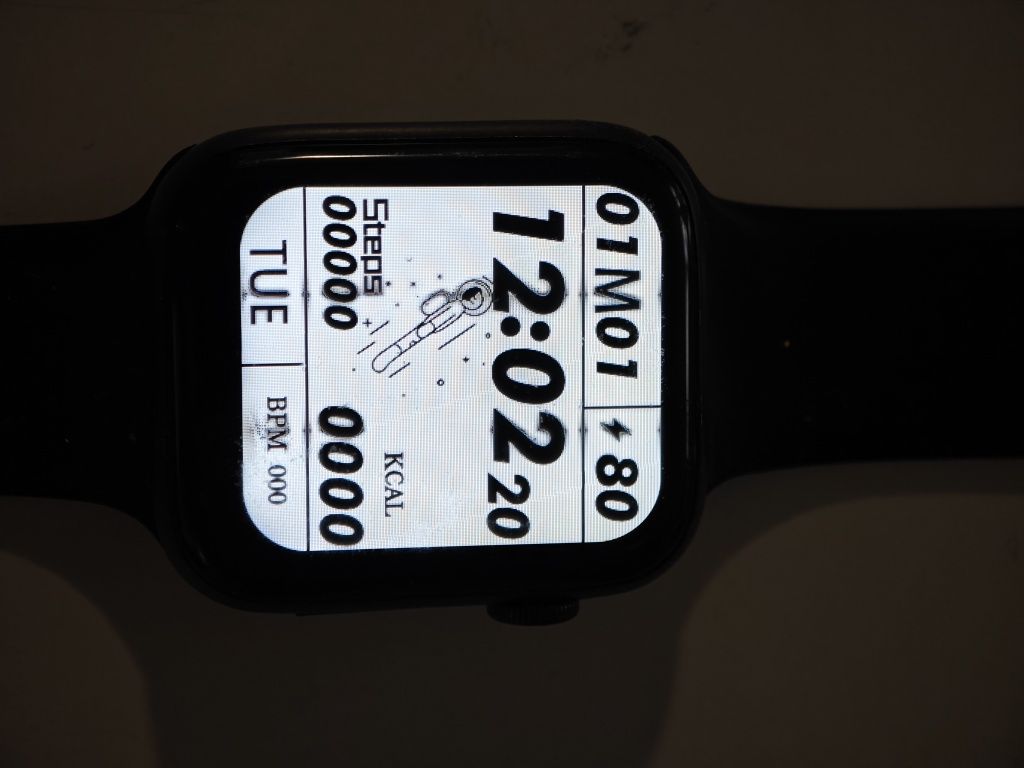 01M01 80
12:02 20
Steps KCAL
00000 0000
TUE BPM 000